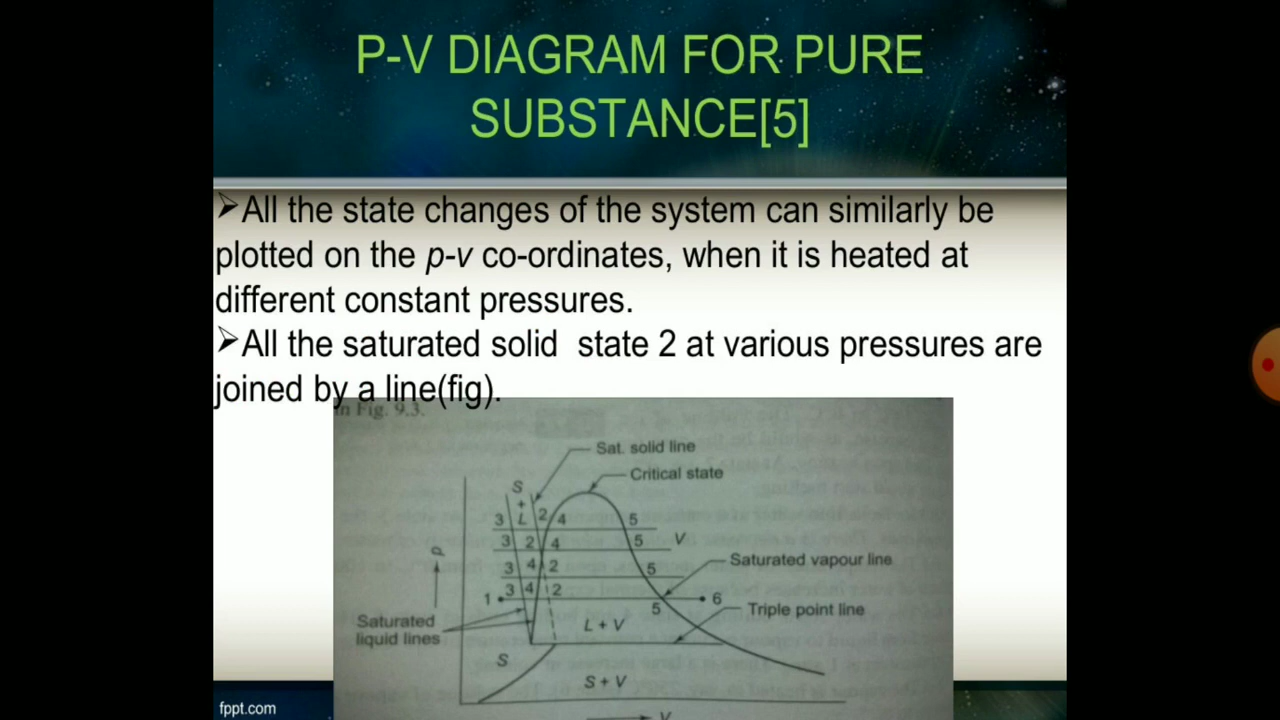 P-V DIAGRAM FOR PURE
SUBSTANCE[5]
➢All the state changes of the system can similarly be
plotted on the p-v co-ordinates, when it is heated at
different constant pressures.
➢All the saturated solid  state 2 at various pressures are
joined by a line(fig).
in Fig. 9.3.
Sat. solid line
Critical state
S
+
L
3 2 4 5
3 2 4 5 V
3 4 2 5
Saturated vapour line
p
1 3 4 2 5 6
Triple point line
Saturated
liquid lines
L + V
S
S + V
V
fppt.com